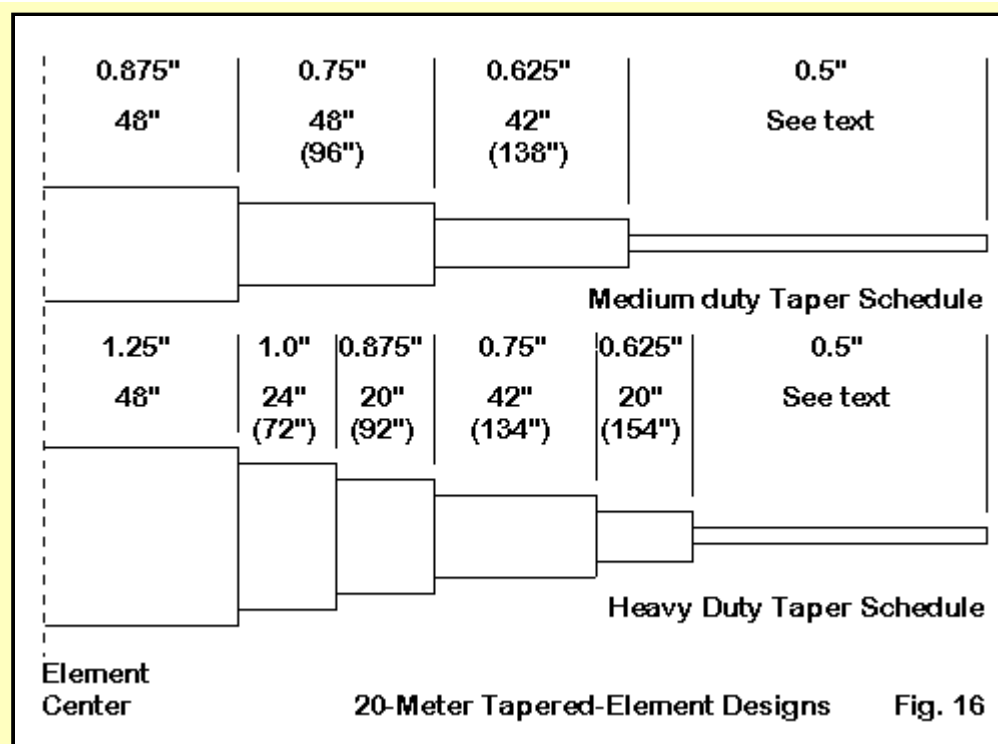 0.875" 0.75" 0.625" 0.5"
48" 48" 42" See text
(96") (138")
Medium duty Taper Schedule
1.25" 1.0" 0.875" 0.75" 0.625" 0.5"
48" 24" 20" 42" 20" See text
(72") (92") (134") (154")
Heavy Duty Taper Schedule
Element
Center 20-Meter Tapered-Element Designs Fig. 16